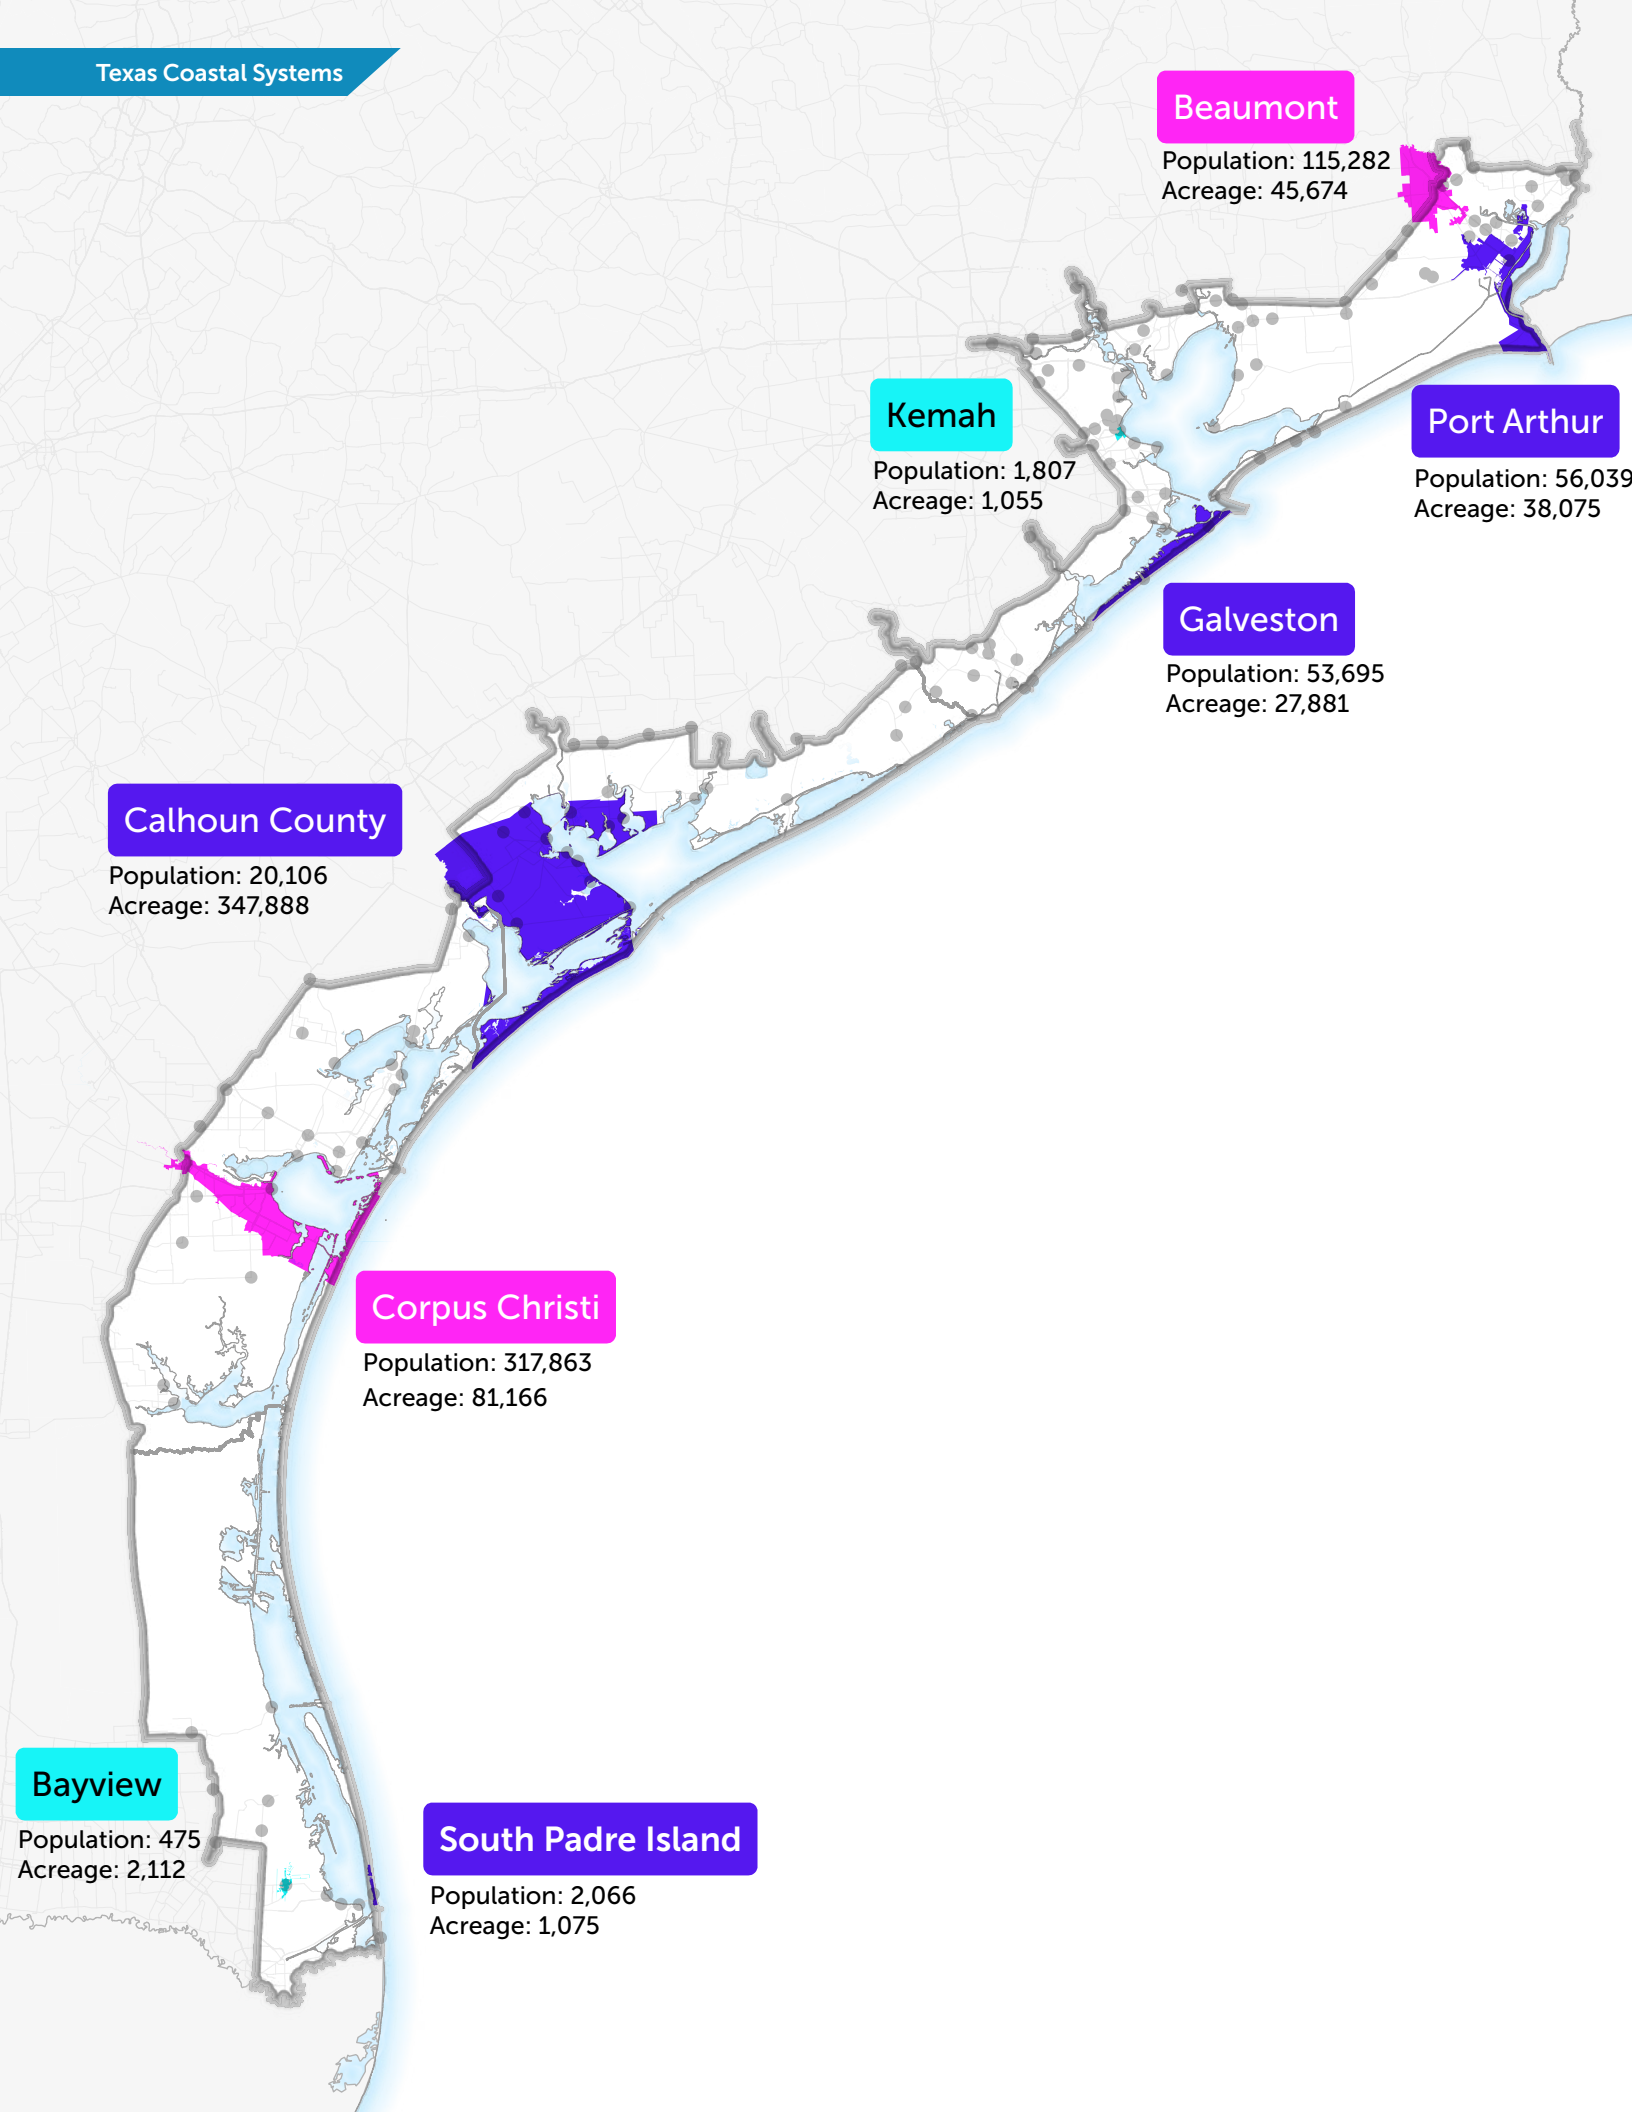 Texas Coastal Systems
Beaumont
Population: 115,282
Acreage: 45,674
Kemah
Population: 1,807
Acreage: 1,055
Port Arthur
Population: 56,039
Acreage: 38,075
Galveston
Population: 53,695
Acreage: 27,881
Calhoun County
Population: 20,106
Acreage: 347,888
Corpus Christi
Population: 317,863
Acreage: 81,166
Bayview
Population: 475
Acreage: 2,112
South Padre Island
Population: 2,066
Acreage: 1,075